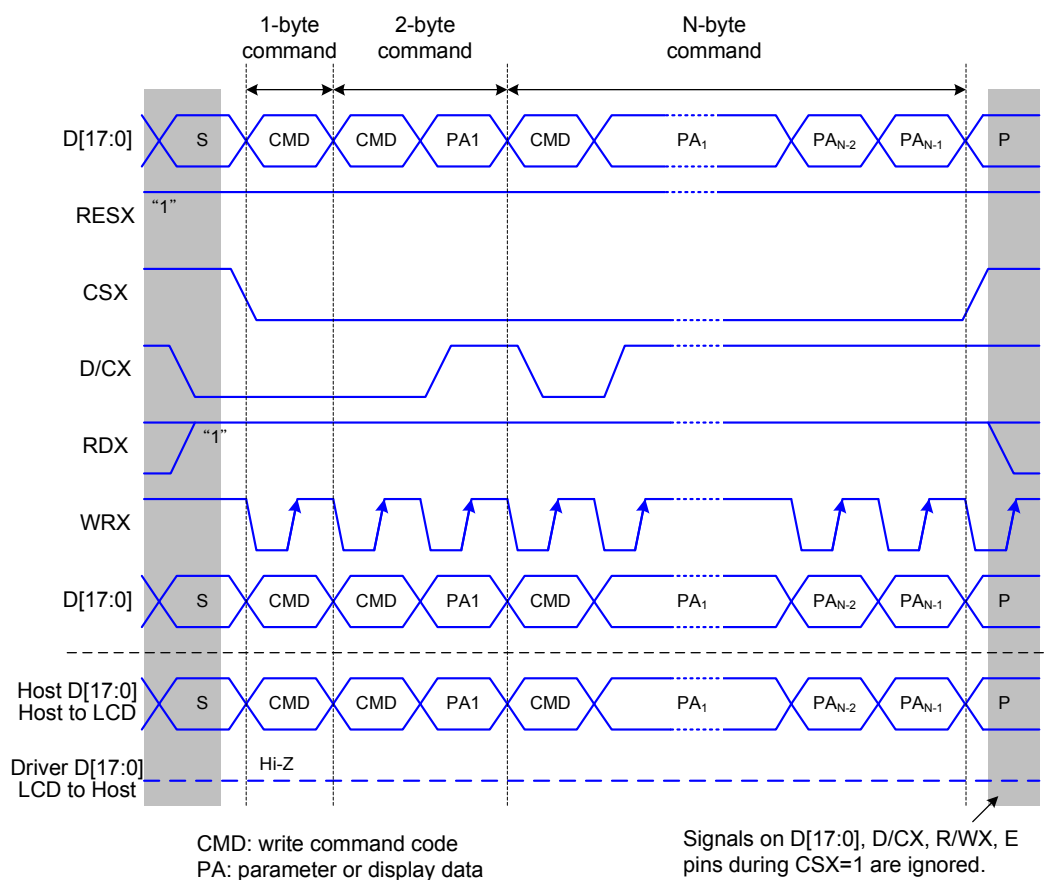 1-byte
command
2-byte
command
N-byte
command
D[17:0]
S
CMD
CMD
PA1
CMD
PA₁
PAN-2
PAN-1
P
RESX
“1”
CSX
D/CX
RDX
“1”
WRX
D[17:0]
S
CMD
CMD
PA1
CMD
PA₁
PAN-2
PAN-1
P
Host D[17:0]
Host to LCD
S
CMD
CMD
PA1
CMD
PA₁
PAN-2
PAN-1
P
Driver D[17:0]
LCD to Host
Hi-Z
CMD: write command code
PA: parameter or display data
Signals on D[17:0], D/CX, R/WX, E
pins during CSX=1 are ignored.